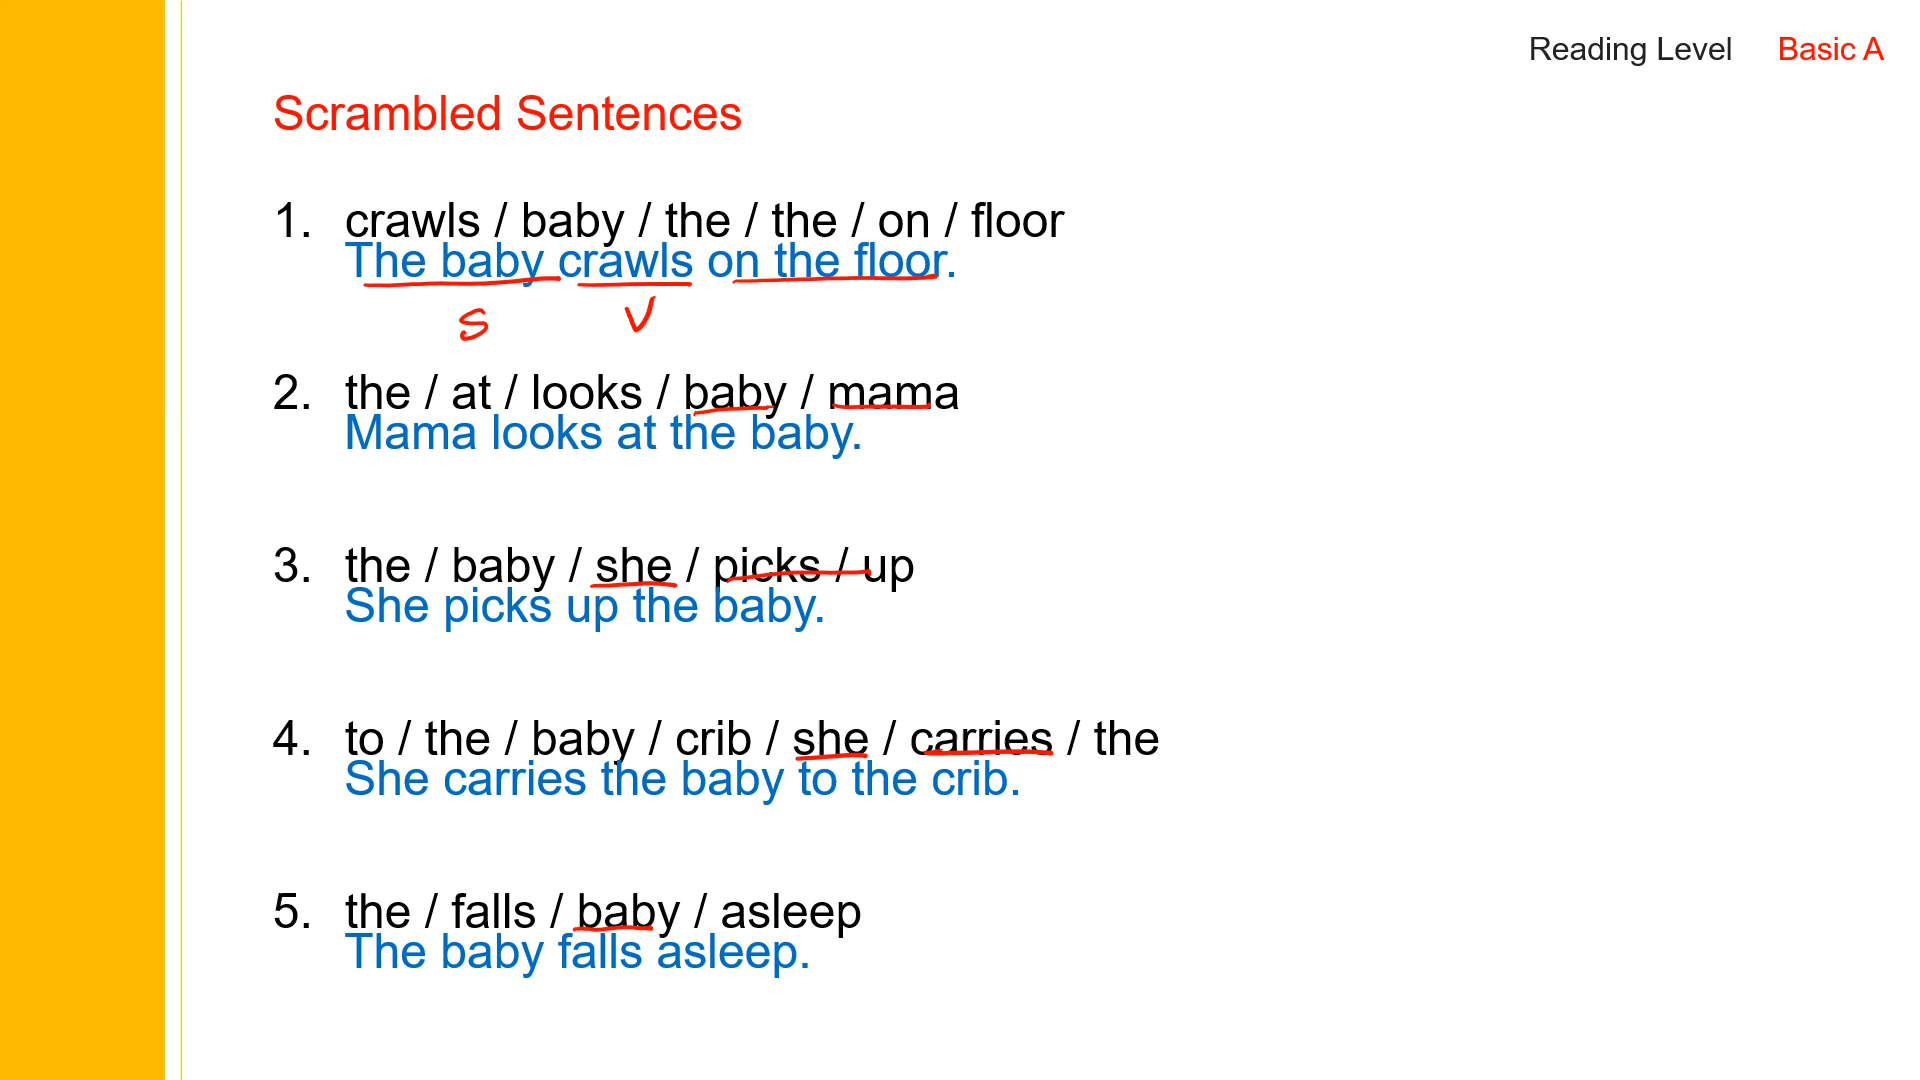 Reading Level Basic A
Scrambled Sentences
1. crawls / baby / the / the / on / floor
The baby crawls on the floor.
S V
2. the / at / looks / baby / mama
Mama looks at the baby.
3. the / baby / she / picks / up
She picks up the baby.
4. to / the / baby / crib / she / carries / the
She carries the baby to the crib.
5. the / falls / baby / asleep
The baby falls asleep.